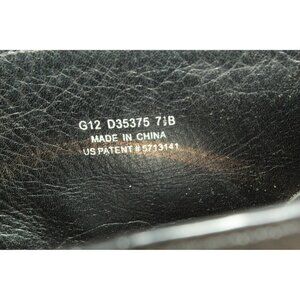 G12 D35375 7½B
MADE IN CHINA
US PATENT # 5713141